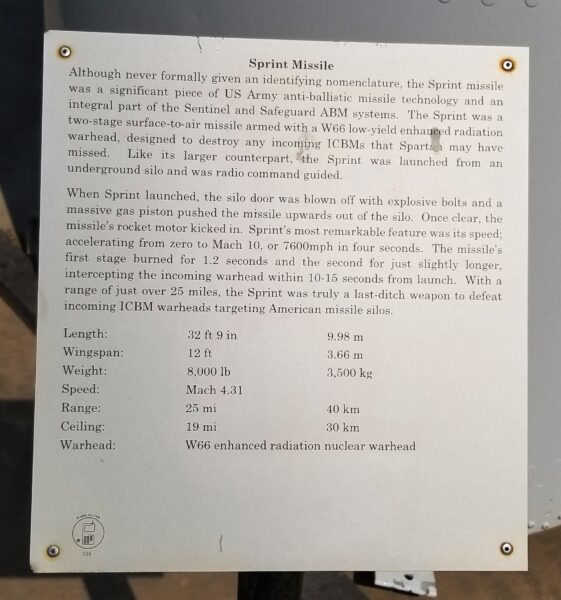 Sprint Missile
Although never formally given an identifying nomenclature, the Sprint missile
was a significant piece of US Army anti-ballistic missile technology and an
integral part of the Sentinel and Safeguard ABM systems. The Sprint was a
two-stage surface-to-air missile armed with a W66 low-yield enhanced radiation
warhead, designed to destroy any incoming ICBMs that Sparta may have
missed. Like its larger counterpart, the Sprint was launched from an
underground silo and was radio command guided.
When Sprint launched, the silo door was blown off with explosive bolts and a
massive gas piston pushed the missile upwards out of the silo. Once clear, the
missile's rocket motor kicked in. Sprint's most remarkable feature was its speed;
accelerating from zero to Mach 10, or 7600mph in four seconds. The missile's
first stage burned for 1.2 seconds and the second for just slightly longer,
intercepting the incoming warhead within 10-15 seconds from launch. With a
range of just over 25 miles, the Sprint was truly a last-ditch weapon to defeat
incoming ICBM warheads targeting American missile silos.
Length: 32 ft 9 in 9.98 m
Wingspan: 12 ft 3.66 m
Weight: 8,000 lb 3,500 kg
Speed: Mach 4.31
Range: 25 mi 40 km
Ceiling: 19 mi 30 km
Warhead: W66 enhanced radiation nuclear warhead